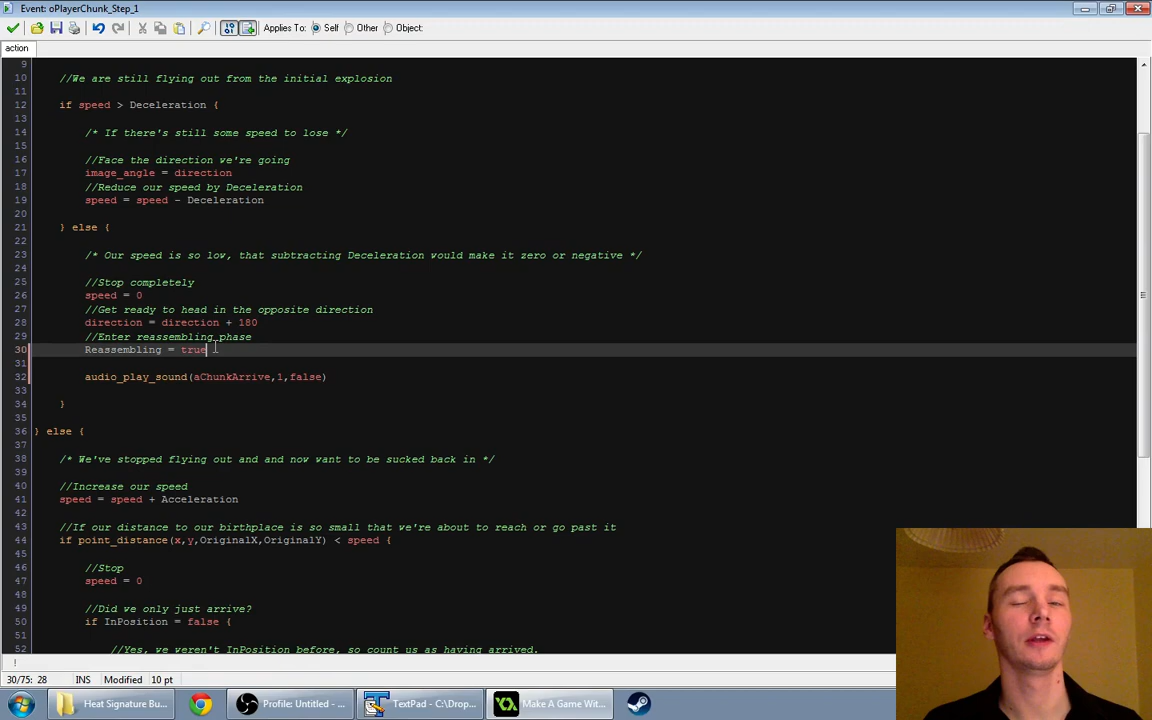 Event: oPlayerChunk_Step_1
Applies To: Self Other Object:
action
9
10 //We are still flying out from the initial explosion
11
12 if speed > Deceleration {
13
14 /* If there's still some speed to lose */
15
16 //Face the direction we're going
17 image_angle = direction
18 //Reduce our speed by Deceleration
19 speed = speed - Deceleration
20
21 } else {
22
23 /* Our speed is so low, that subtracting Deceleration would make it zero or negative */
24
25 //Stop completely
26 speed = 0
27 //Get ready to head in the opposite direction
28 direction = direction + 180
29 //Enter reassembling phase
30 Reassembling = true
31
32 audio_play_sound(aChunkArrive,1,false)
33
34 }
35
36 } else {
37
38 /* We've stopped flying out and and now want to be sucked back in */
39
40 //Increase our speed
41 speed = speed + Acceleration
42
43 //If our distance to our birthplace is so small that we're about to reach or go past it
44 if point_distance(x,y,OriginalX,OriginalY) < speed {
45
46 //Stop
47 speed = 0
48
49 //Did we only just arrive?
50 if InPosition = false {
51
52 //Yes, we weren't InPosition before, so count us as having arrived.
!
30/75: 28 INS Modified 10 pt
Heat Signature Bu... Profile: Untitled - ... TextPad - C:\Drop... Make A Game Wit...